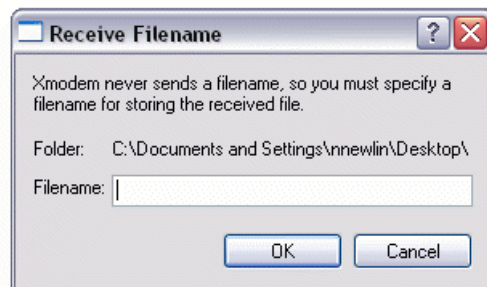 Receive Filename
Xmodem never sends a filename, so you must specify a
filename for storing the received file.
Folder: C:\Documents and Settings\nnewlin\Desktop\
Filename:
OK Cancel